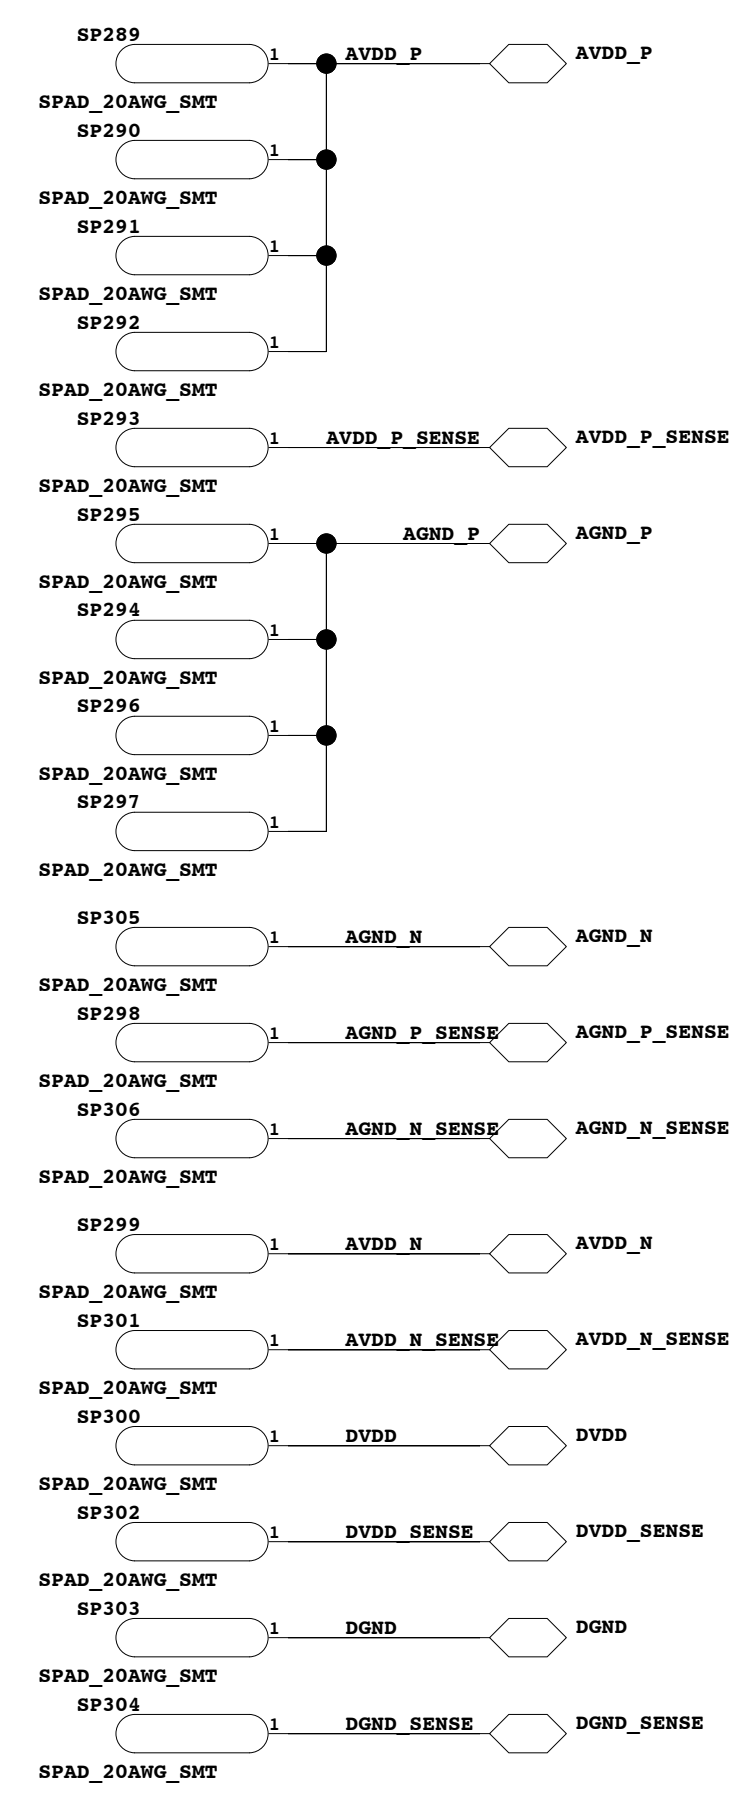 SP289
1 AVDD_P AVDD_P
SPAD_20AWG_SMT
SP290
1
SPAD_20AWG_SMT
SP291
1
SPAD_20AWG_SMT
SP292
1
SPAD_20AWG_SMT
SP293
1 AVDD_P_SENSE AVDD_P_SENSE
SPAD_20AWG_SMT
SP295
1 AGND_P AGND_P
SPAD_20AWG_SMT
SP294
1
SPAD_20AWG_SMT
SP296
1
SPAD_20AWG_SMT
SP297
1
SPAD_20AWG_SMT
SP305
1 AGND_N AGND_N
SPAD_20AWG_SMT
SP298
1 AGND_P_SENSE AGND_P_SENSE
SPAD_20AWG_SMT
SP306
1 AGND_N_SENSE AGND_N_SENSE
SPAD_20AWG_SMT
SP299
1 AVDD_N AVDD_N
SPAD_20AWG_SMT
SP301
1 AVDD_N_SENSE AVDD_N_SENSE
SPAD_20AWG_SMT
SP300
1 DVDD DVDD
SPAD_20AWG_SMT
SP302
1 DVDD_SENSE DVDD_SENSE
SPAD_20AWG_SMT
SP303
1 DGND DGND
SPAD_20AWG_SMT
SP304
1 DGND_SENSE DGND_SENSE
SPAD_20AWG_SMT